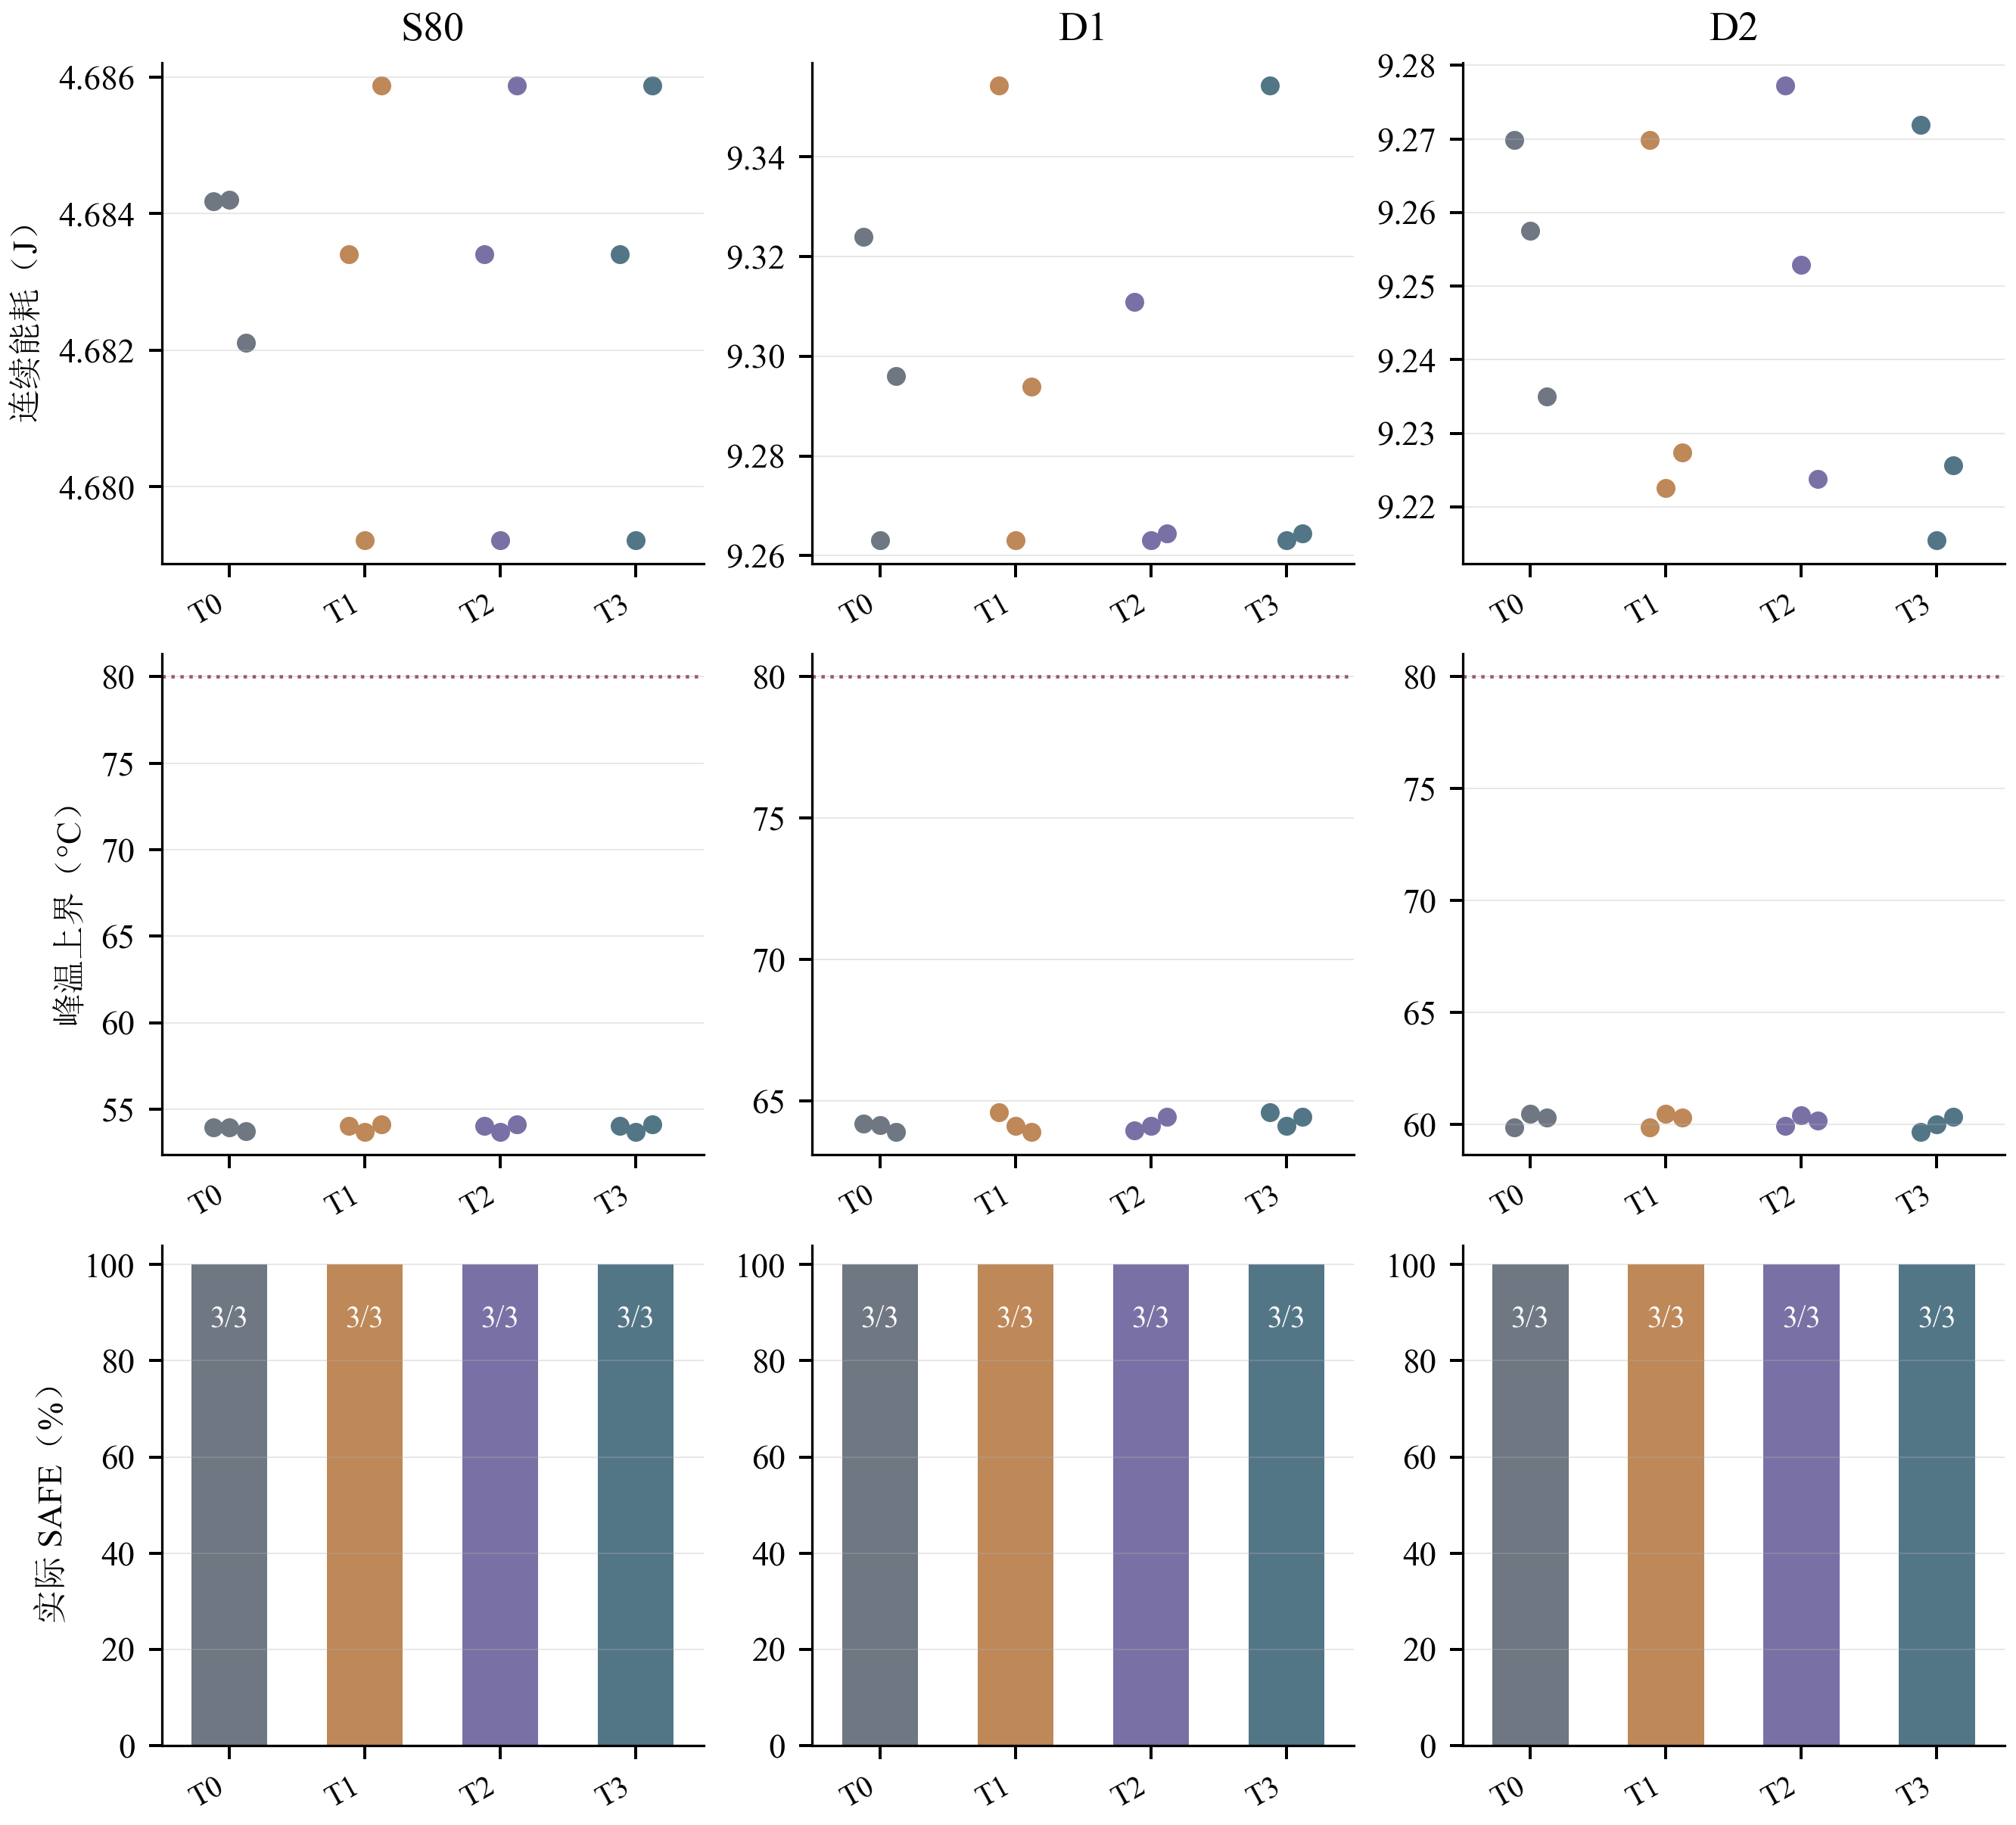 S80
D1
D2
连续能耗（J）
4.686
4.684
4.682
4.680
T0
T1
T2
T3
9.34
9.32
9.30
9.28
9.26
T0
T1
T2
T3
9.28
9.27
9.26
9.25
9.24
9.23
9.22
T0
T1
T2
T3
峰温上界（°C）
80
75
70
65
60
55
T0
T1
T2
T3
80
75
70
65
T0
T1
T2
T3
80
75
70
65
60
T0
T1
T2
T3
实际 SAFE（%）
100
80
60
40
20
0
3/3
3/3
3/3
3/3
T0
T1
T2
T3
100
80
60
40
20
0
3/3
3/3
3/3
3/3
T0
T1
T2
T3
100
80
60
40
20
0
3/3
3/3
3/3
3/3
T0
T1
T2
T3